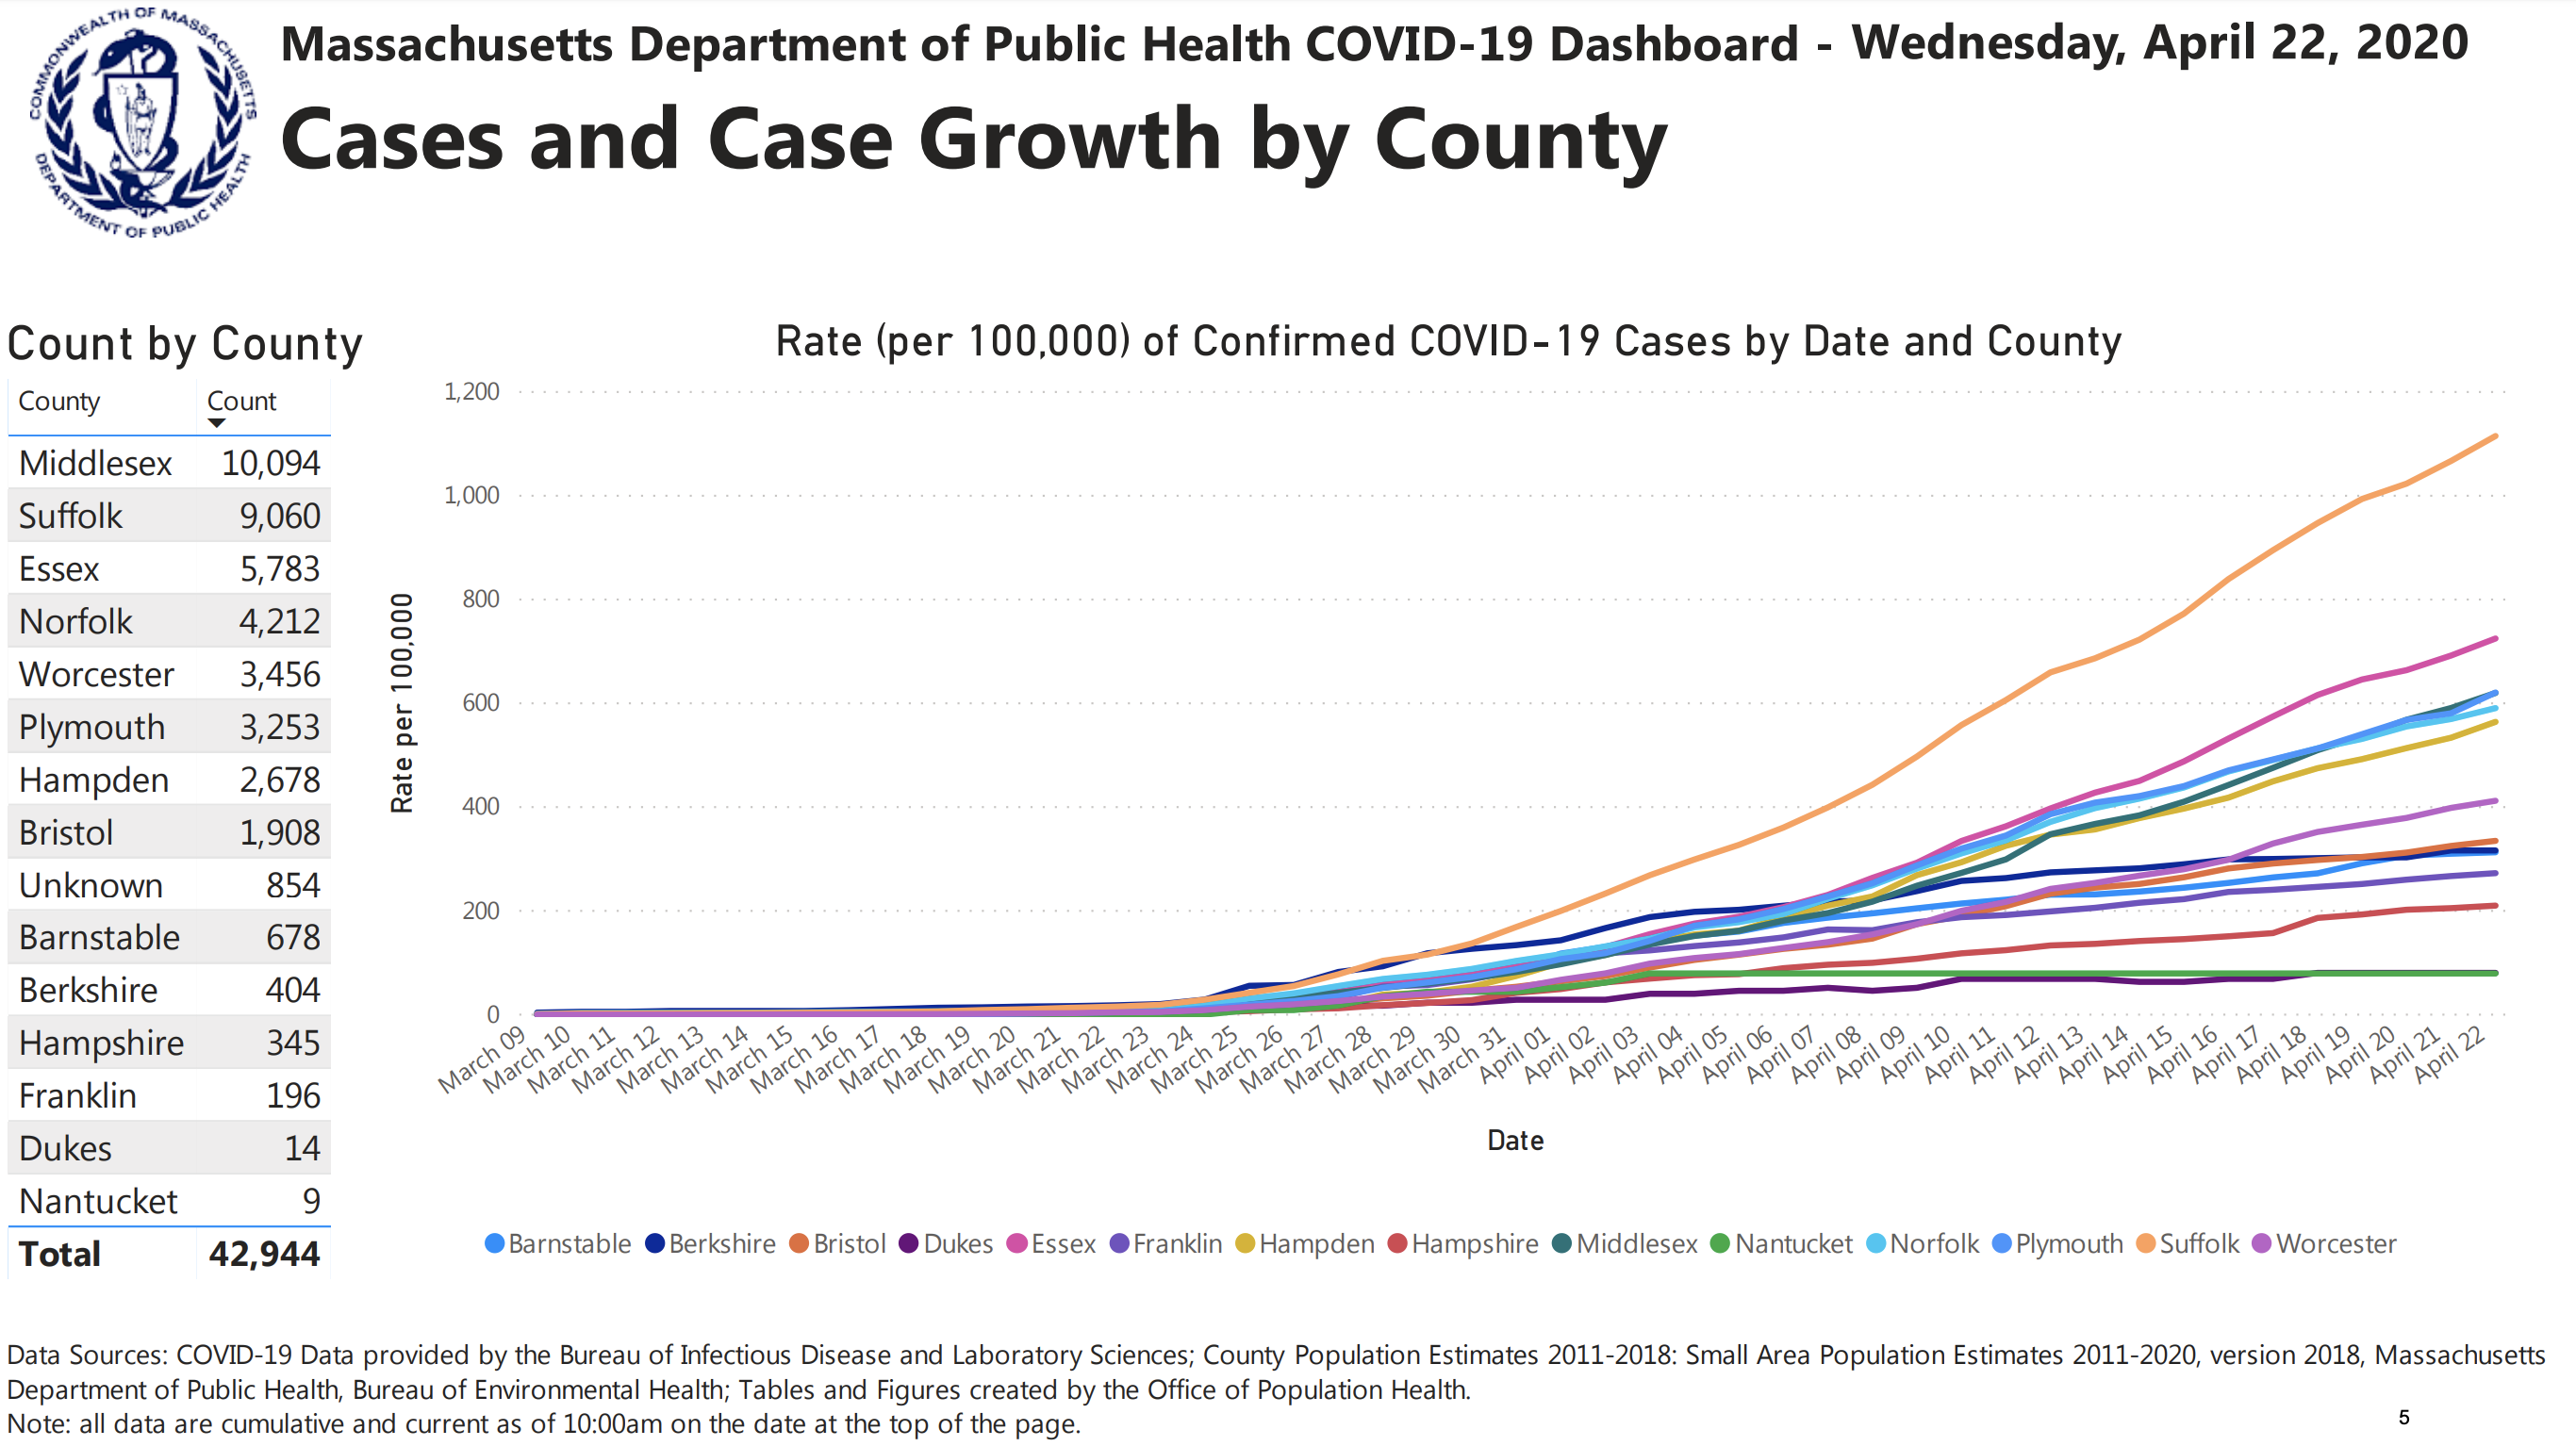 COMMONWEALTH OF MASSACHUSETTS
DEPARTMENT OF PUBLIC HEALTH
Massachusetts Department of Public Health COVID-19 Dashboard - Wednesday, April 22, 2020
Cases and Case Growth by County
Count by County
County Count
Middlesex 10,094
Suffolk 9,060
Essex 5,783
Norfolk 4,212
Worcester 3,456
Plymouth 3,253
Hampden 2,678
Bristol 1,908
Unknown 854
Barnstable 678
Berkshire 404
Hampshire 345
Franklin 196
Dukes 14
Nantucket 9
Total 42,944
Rate (per 100,000) of Confirmed COVID-19 Cases by Date and County
Rate per 100,000
1,200
1,000
800
600
400
200
0
March 09
March 10
March 11
March 12
March 13
March 14
March 15
March 16
March 17
March 18
March 19
March 20
March 21
March 22
March 23
March 24
March 25
March 26
March 27
March 28
March 29
March 30
March 31
April 01
April 02
April 03
April 04
April 05
April 06
April 07
April 08
April 09
April 10
April 11
April 12
April 13
April 14
April 15
April 16
April 17
April 18
April 19
April 20
April 21
April 22
Date
Barnstable Berkshire Bristol Dukes Essex Franklin Hampden Hampshire Middlesex Nantucket Norfolk Plymouth Suffolk Worcester
Data Sources: COVID-19 Data provided by the Bureau of Infectious Disease and Laboratory Sciences; County Population Estimates 2011-2018: Small Area Population Estimates 2011-2020, version 2018, Massachusetts
Department of Public Health, Bureau of Environmental Health; Tables and Figures created by the Office of Population Health.
Note: all data are cumulative and current as of 10:00am on the date at the top of the page.
5